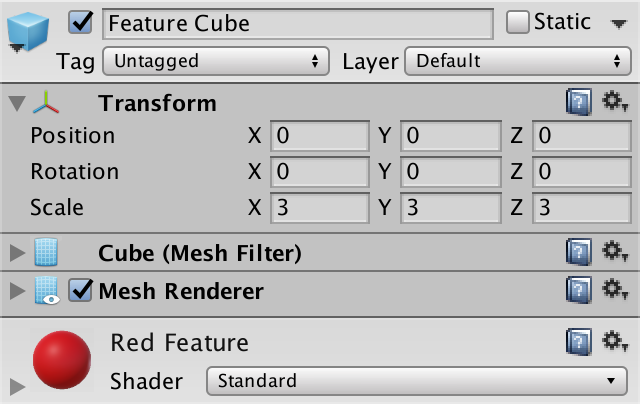 Feature Cube Static
Tag Untagged Layer Default
Transform ?
Position X 0 Y 0 Z 0
Rotation X 0 Y 0 Z 0
Scale X 3 Y 3 Z 3
Cube (Mesh Filter) ?
Mesh Renderer ?
Red Feature ?
Shader Standard